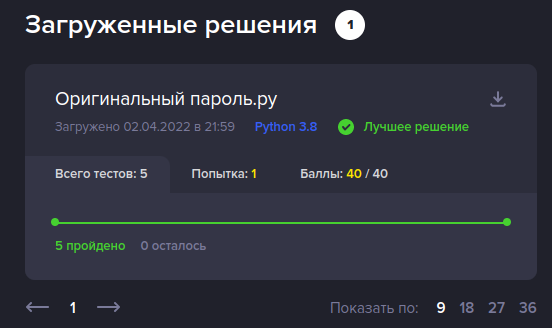 Загруженные решения 1
Оригинальный пароль.py
Загружено 02.04.2022 в 21:59 Python 3.8 Лучшее решение
Всего тестов: 5 Попытка: 1 Баллы: 40 / 40
5 пройдено 0 осталось
1 Показать по: 9 18 27 36